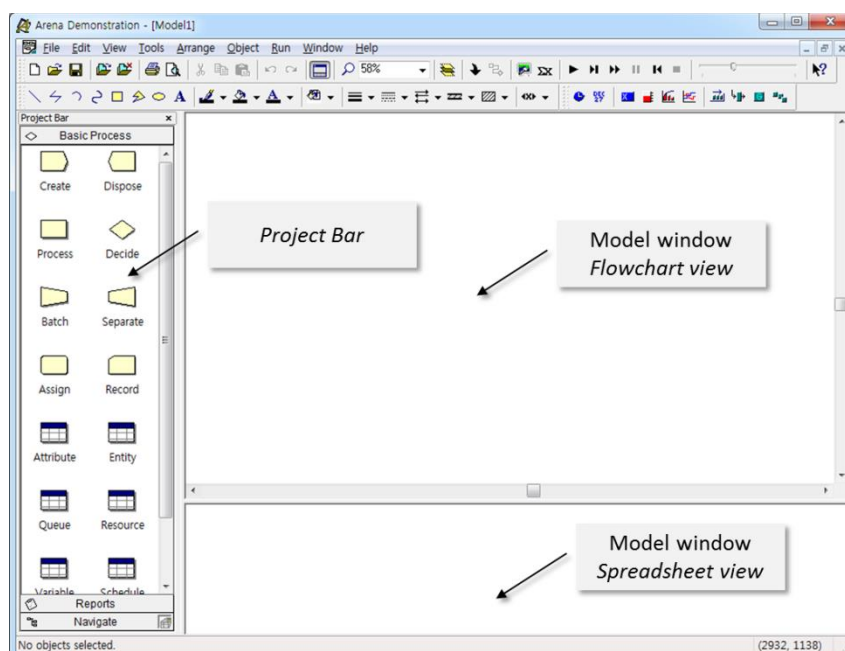 Arena Demonstration - [Model1]
File Edit View Tools Arrange Object Run Window Help
58%
Project Bar
Basic Process
Create Dispose
Process Decide
Batch Separate
Assign Record
Attribute Entity
Queue Resource
Variable Schedule
Reports
Navigate
Project Bar
Model window
Flowchart view
Model window
Spreadsheet view
No objects selected.
(2932, 1138)